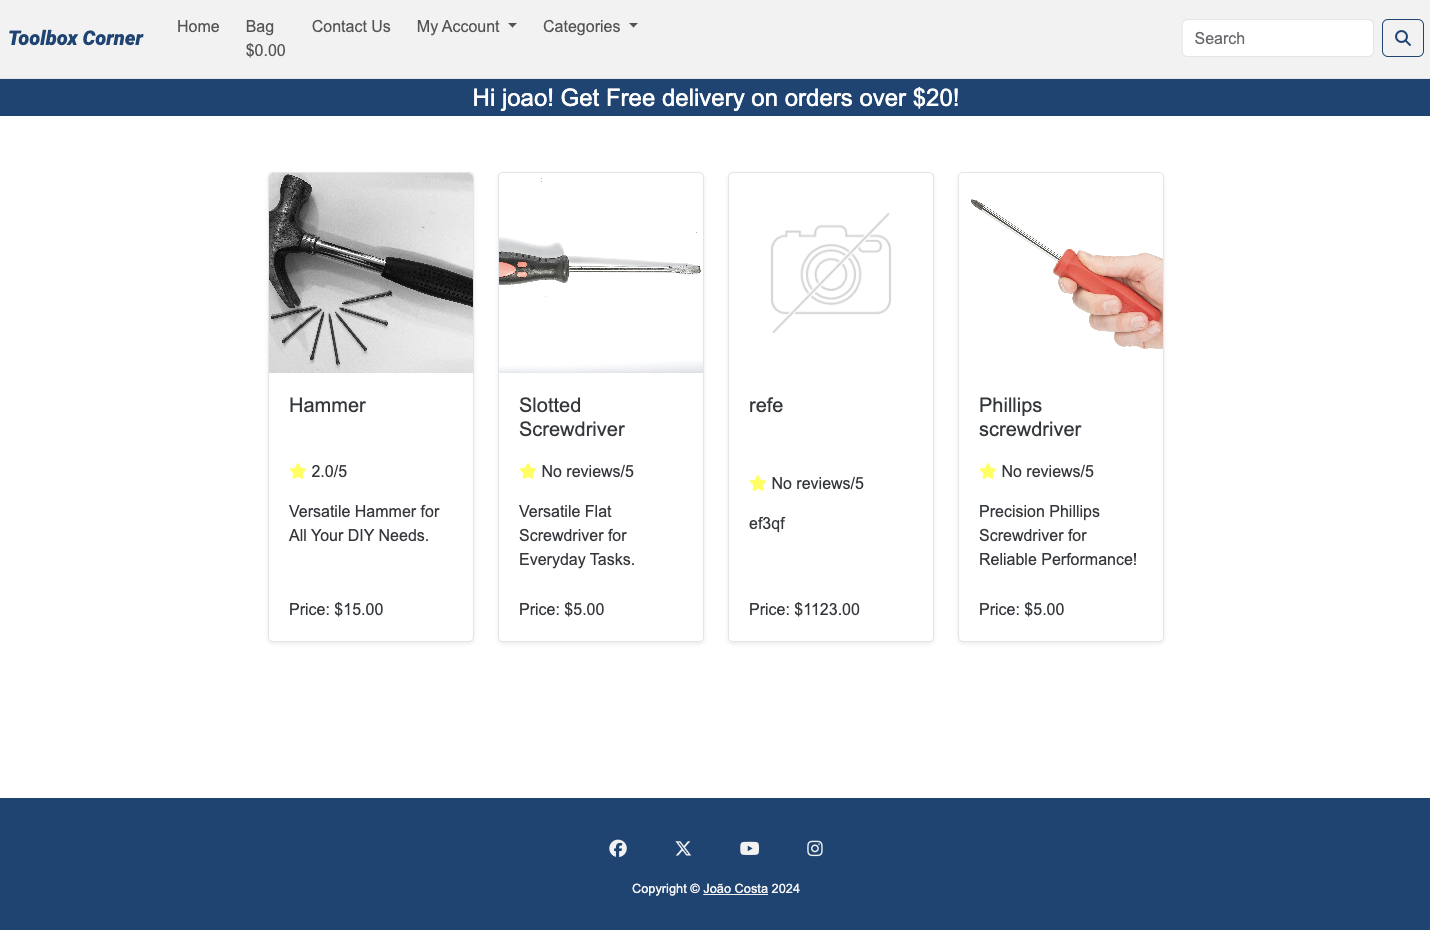 Toolbox Corner
Home
Bag
$0.00
Contact Us
My Account
Categories
Search
Hi joao! Get Free delivery on orders over $20!
Hammer
2.0/5
Versatile Hammer for
All Your DIY Needs.
Price: $15.00
Slotted
Screwdriver
No reviews/5
Versatile Flat
Screwdriver for
Everyday Tasks.
Price: $5.00
refe
No reviews/5
ef3qf
Price: $1123.00
Phillips
screwdriver
No reviews/5
Precision Phillips
Screwdriver for
Reliable Performance!
Price: $5.00
Copyright © João Costa 2024